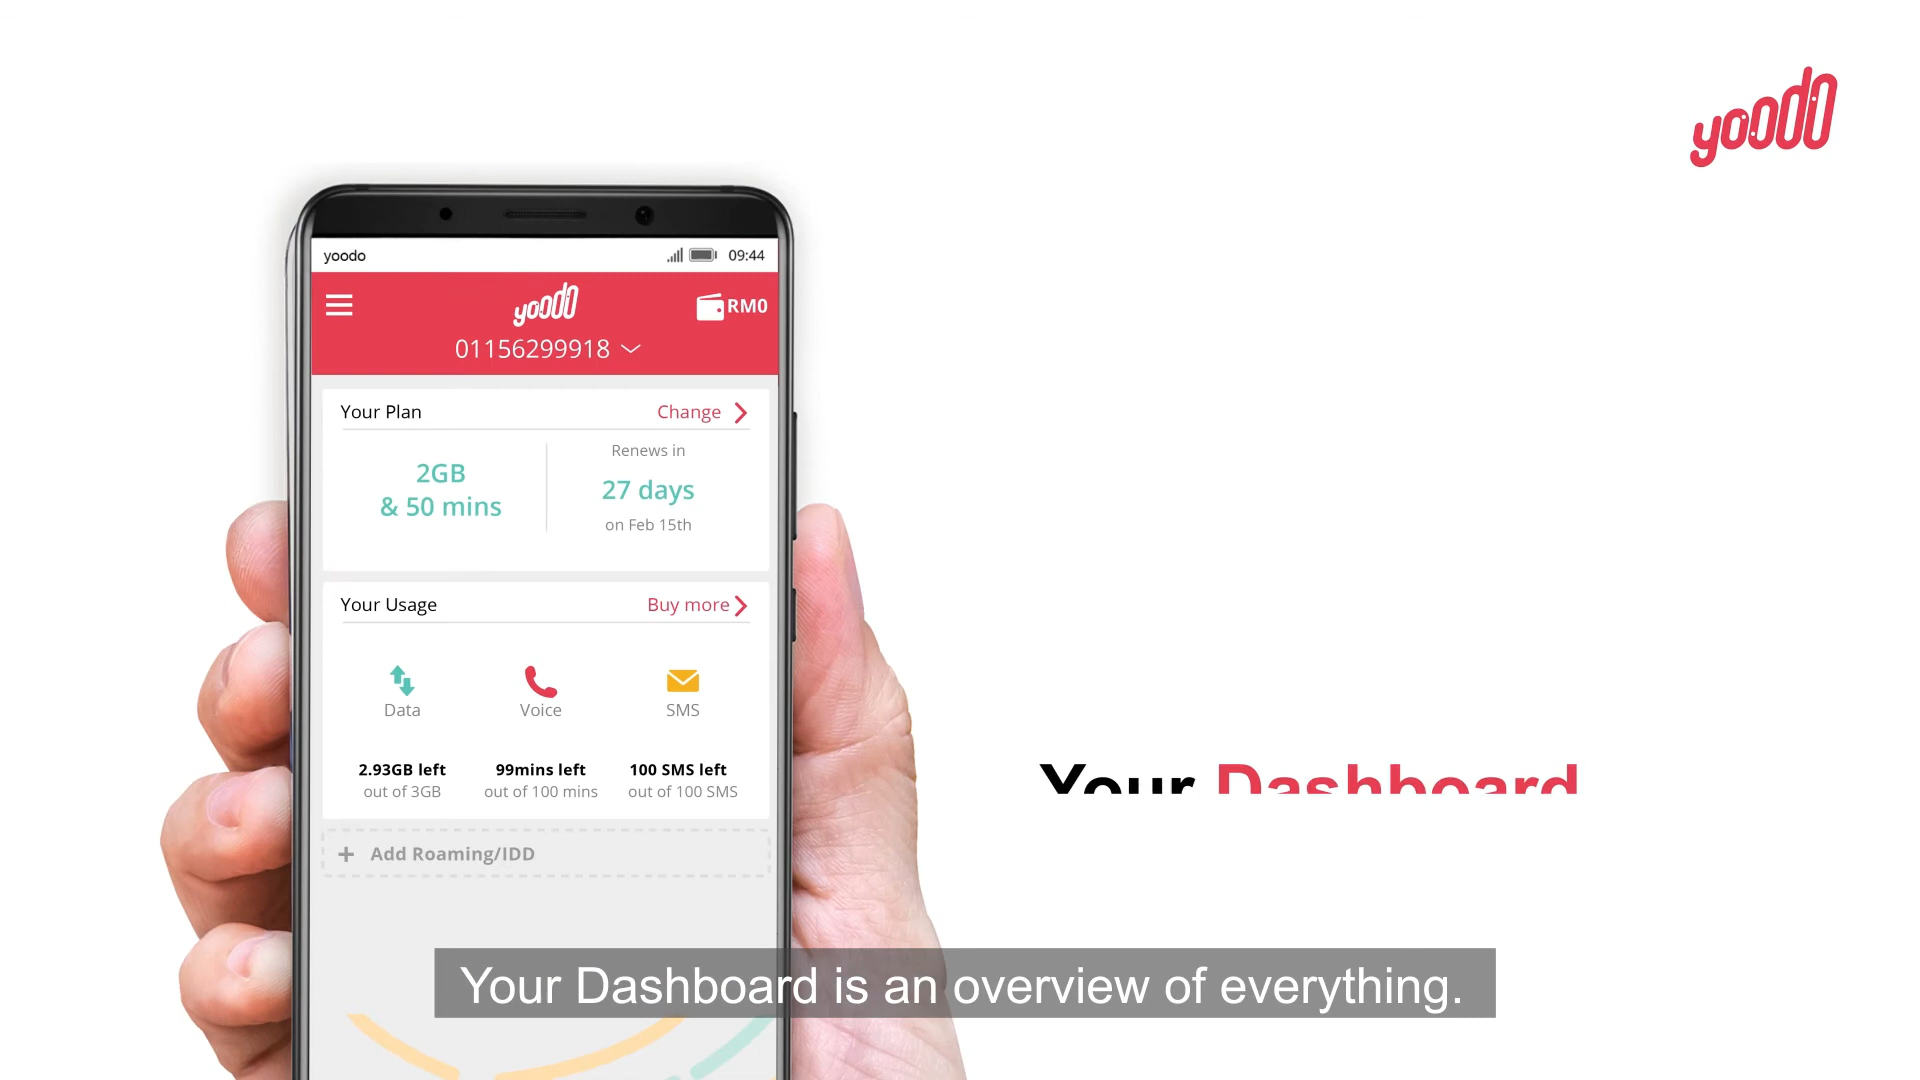 yoodo
yoodo 09:44
yoodo RM0
01156299918
Your Plan Change
2GB
& 50 mins
Renews in
27 days
on Feb 15th
Your Usage Buy more
Data Voice SMS
2.93GB left 99mins left 100 SMS left
out of 3GB out of 100 mins out of 100 SMS
+ Add Roaming/IDD
Your Dashboard
Your Dashboard is an overview of everything.